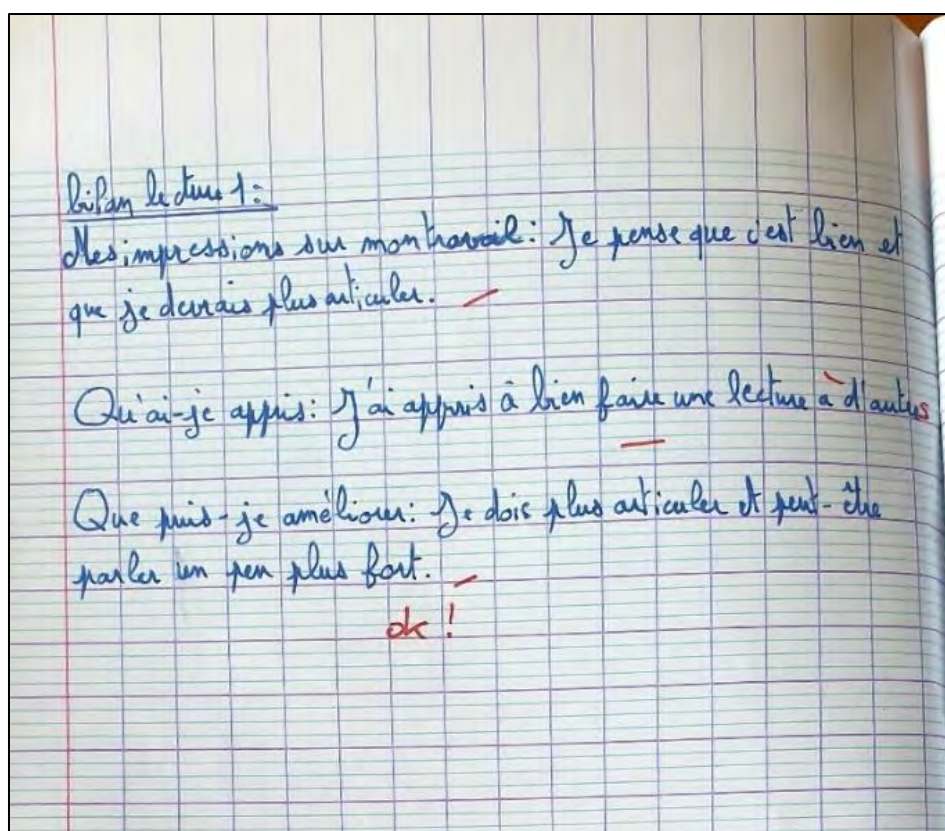 bilan lecture 1:
Mes impressions sur mon travail: Je pense que c'est bien et
que je devrais plus articuler.
Qu'ai-je appris: J'ai appris à bien faire une lecture à d'autres
Que puis-je améliorer: Je dois plus articuler et peut-être
parler un peu plus fort.
ok !